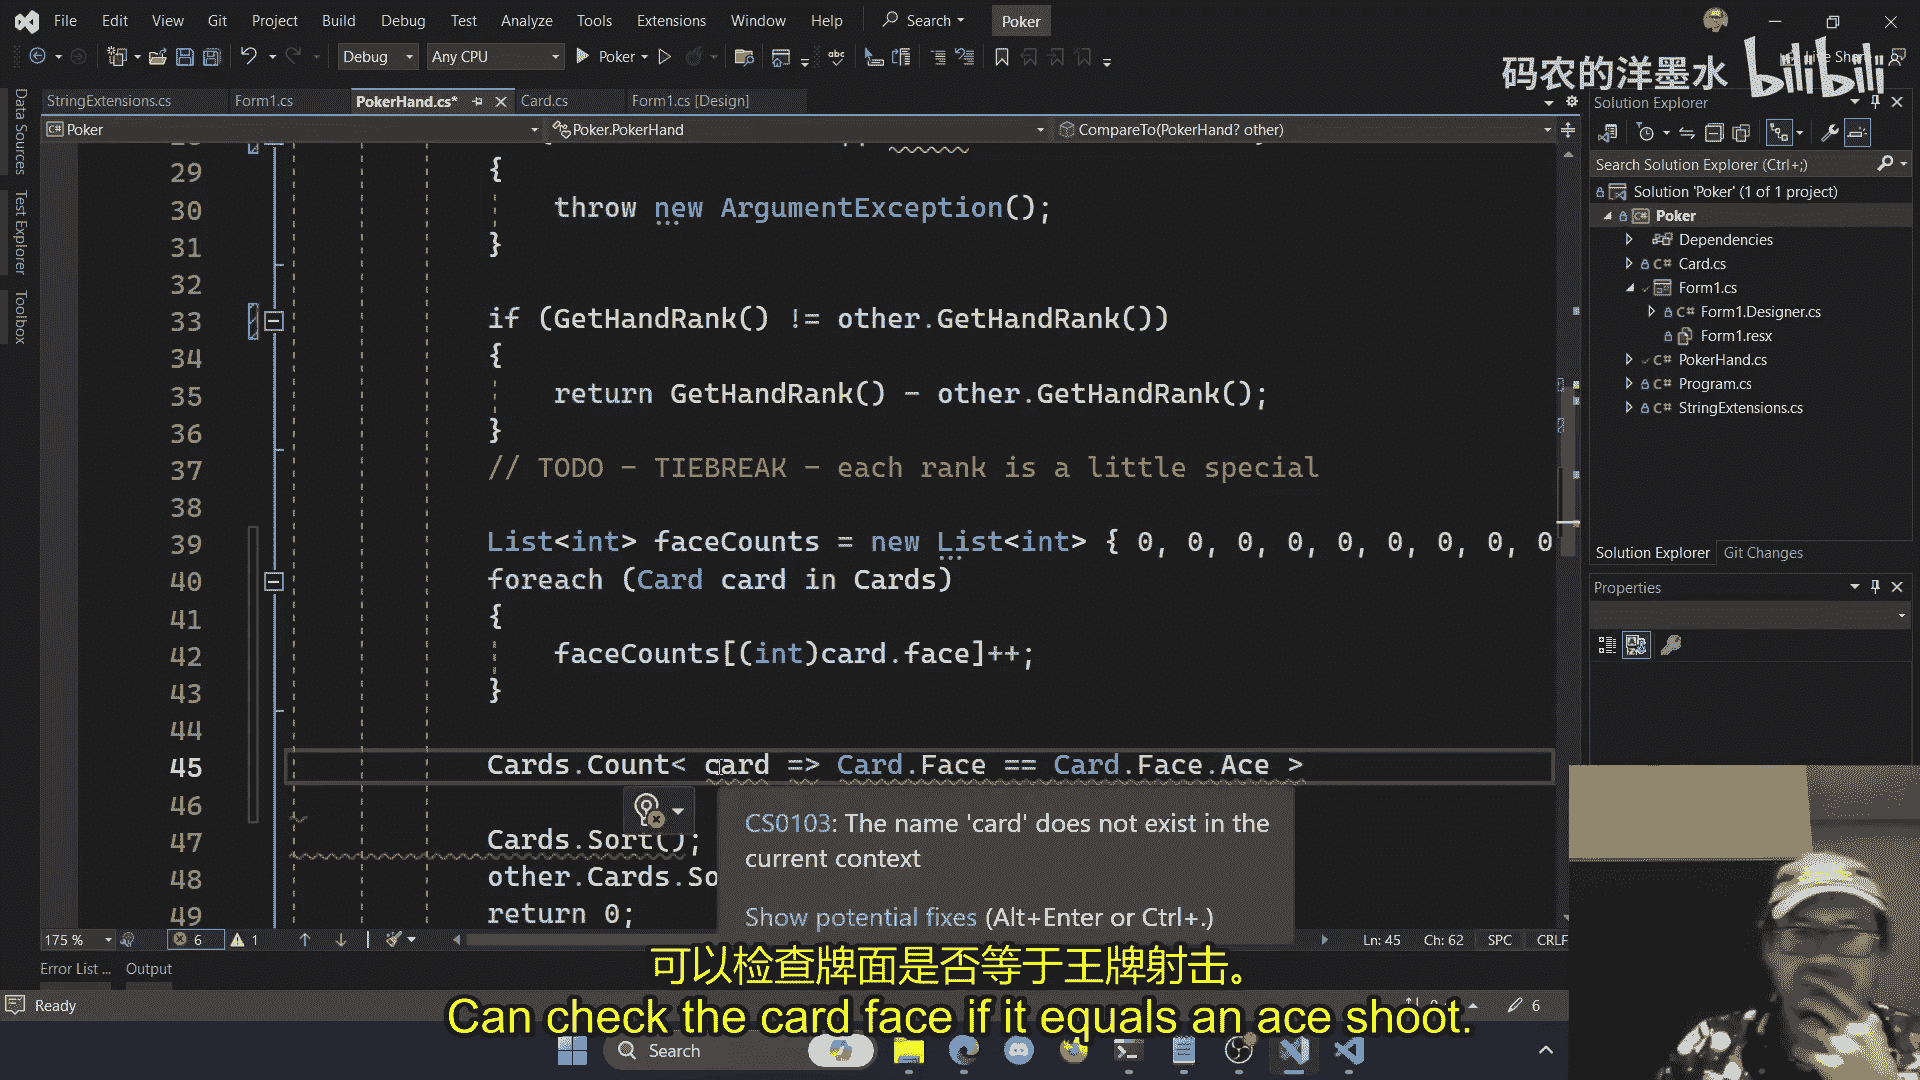 File Edit View Git Project Build Debug Test Analyze Tools Extensions Window Help Search Poker
Debug Any CPU Poker
码农的洋墨水 bilibili
StringExtensions.cs Form1.cs PokerHand.cs* Card.cs Form1.cs [Design]
Poker Poker.PokerHand CompareTo(PokerHand? other)
Data Sources
Test Explorer
Toolbox
29 {
30 throw new ArgumentException();
31 }
32
33 if (GetHandRank() != other.GetHandRank())
34 {
35 return GetHandRank() - other.GetHandRank();
36 }
37 // TODO - TIEBREAK - each rank is a little special
38
39 List<int> faceCounts = new List<int> { 0, 0, 0, 0, 0, 0, 0, 0, 0
40 foreach (Card card in Cards)
41 {
42 faceCounts[(int)card.face]++;
43 }
44
45 Cards.Count< card => Card.Face == Card.Face.Ace >
46
47 Cards.Sort();
48 other.Cards.So
49 return 0;
CS0103: The name 'card' does not exist in the
current context
Show potential fixes (Alt+Enter or Ctrl+.)
175 % 6 1 Ln: 45 Ch: 62 SPC CRLF
Error List ... Output
Ready
6
Solution Explorer
Search Solution Explorer (Ctrl+;)
Solution 'Poker' (1 of 1 project)
Poker
Dependencies
Card.cs
Form1.cs
Form1.Designer.cs
Form1.resx
PokerHand.cs
Program.cs
StringExtensions.cs
Solution Explorer Git Changes
Properties
可以检查牌面是否等于王牌射击。
Can check the card face if it equals an ace shoot.
Search